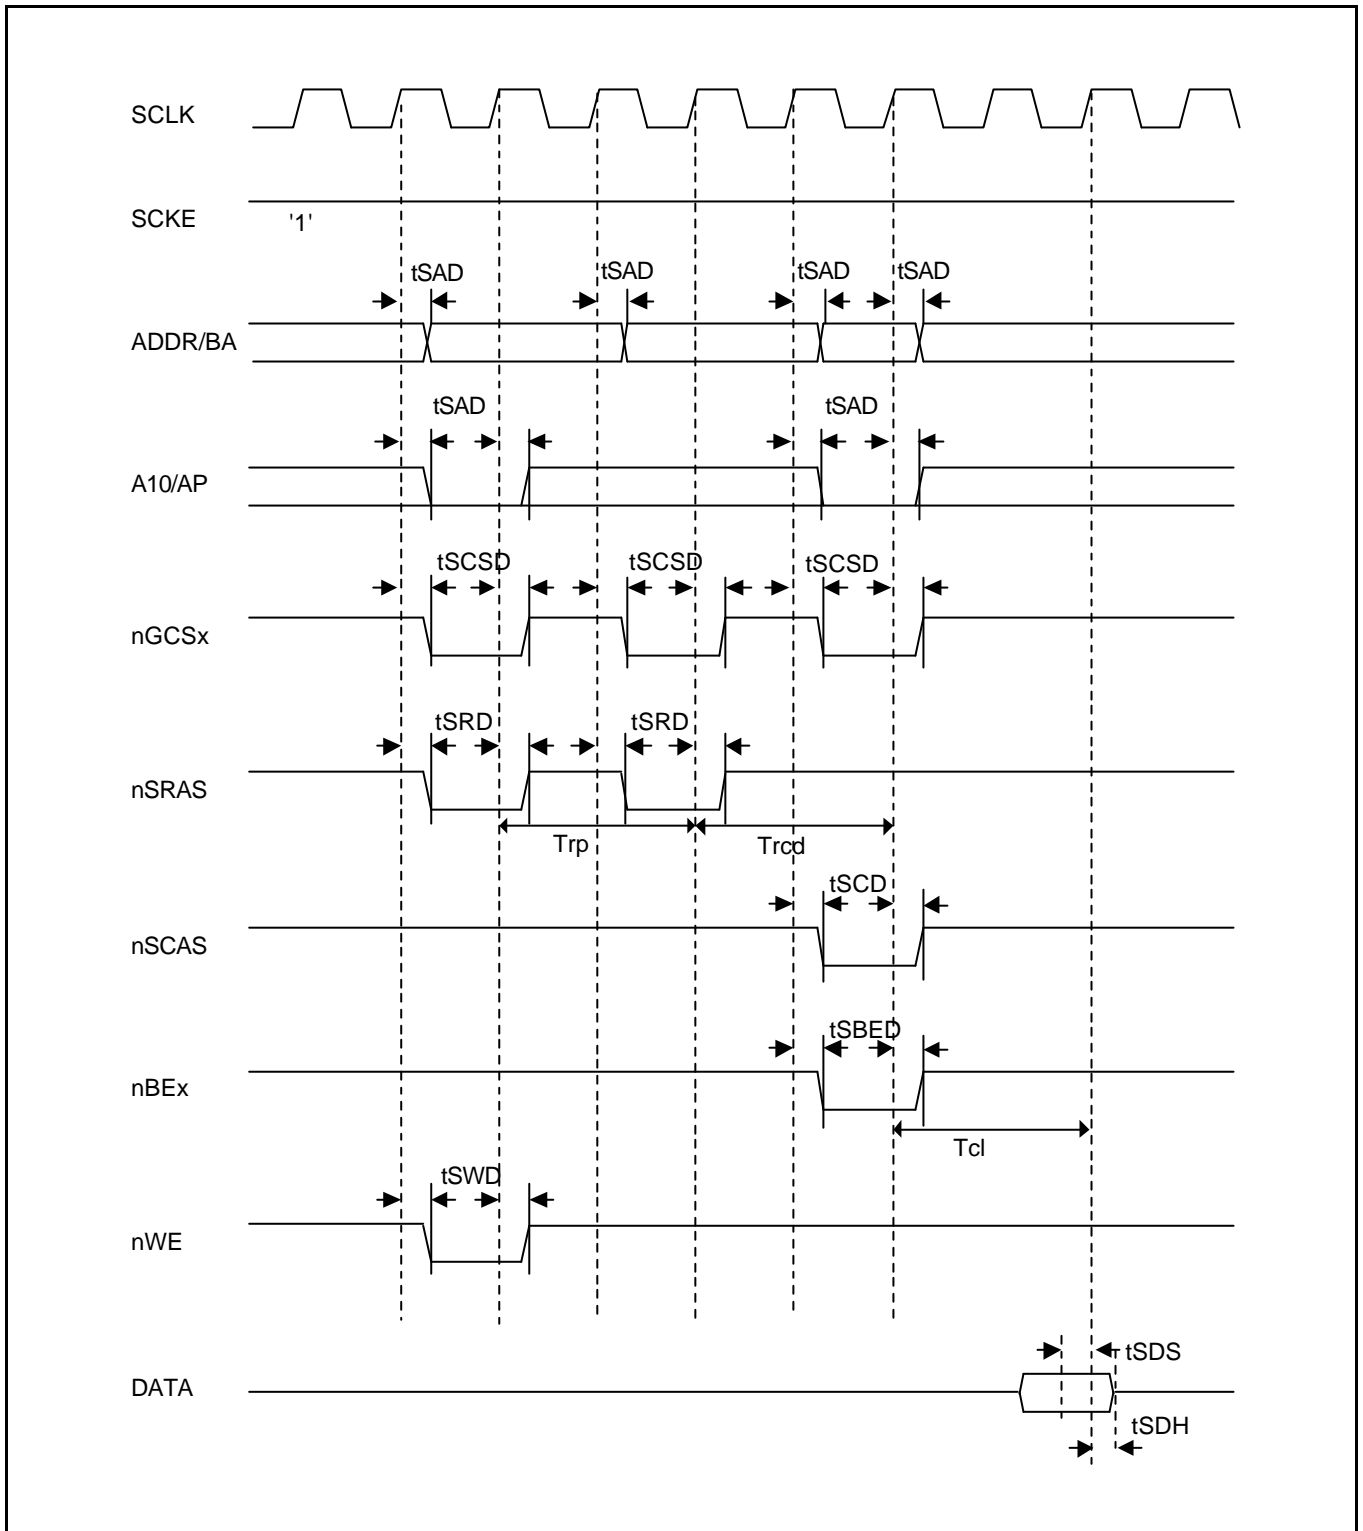 SCLK
SCKE
'1'
tSAD tSAD tSAD tSAD
ADDR/BA
tSAD tSAD
A10/AP
tSCSD tSCSD tSCSD
nGCSx
tSRD tSRD
nSRAS
Trp Trcd
tSCD
nSCAS
tSBED
nBEx
Tcl
tSWD
nWE
tSDS
DATA
tSDH